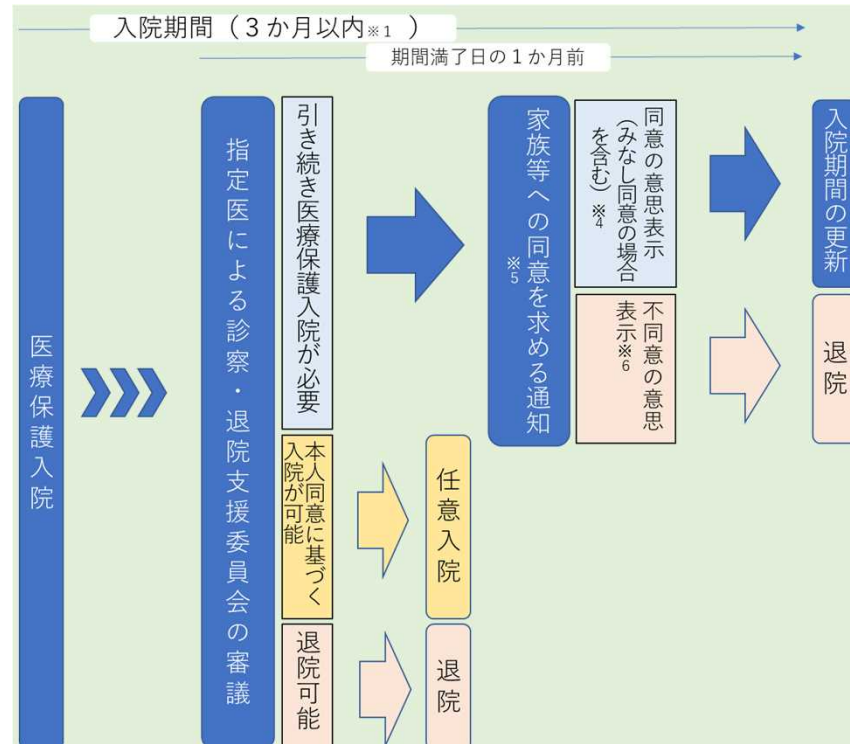 入院期間（３か月以内※１ ）
期間満了日の１か月前
医療保護入院
指定医による診察・退院支援委員会の審議
引き続き医療保護入院が必要
本人同意に基づく
入院が可能
退院可能
任意入院
退院
家族等への同意を求める通知
※5
同意の意思表示
（みなし同意の場合
を含む）※4
不同意の意思
表示※6
入院期間の更新
退院